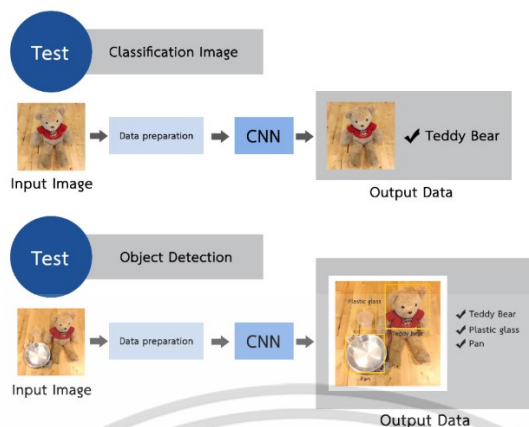 Test
Classification Image
Data preparation
CNN
Teddy Bear
Input Image
Output Data
Test
Object Detection
Data preparation
CNN
Plastic glass
Teddy Bear
Pan
Teddy Bear
Plastic glass
Pan
Input Image
Output Data